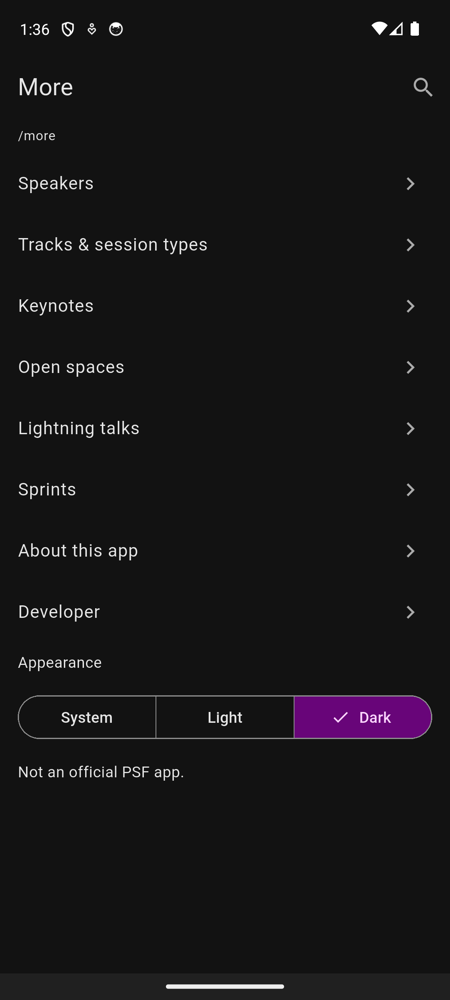 1:36
More
/more
Speakers
Tracks & session types
Keynotes
Open spaces
Lightning talks
Sprints
About this app
Developer
Appearance
System
Light
Dark
Not an official PSF app.